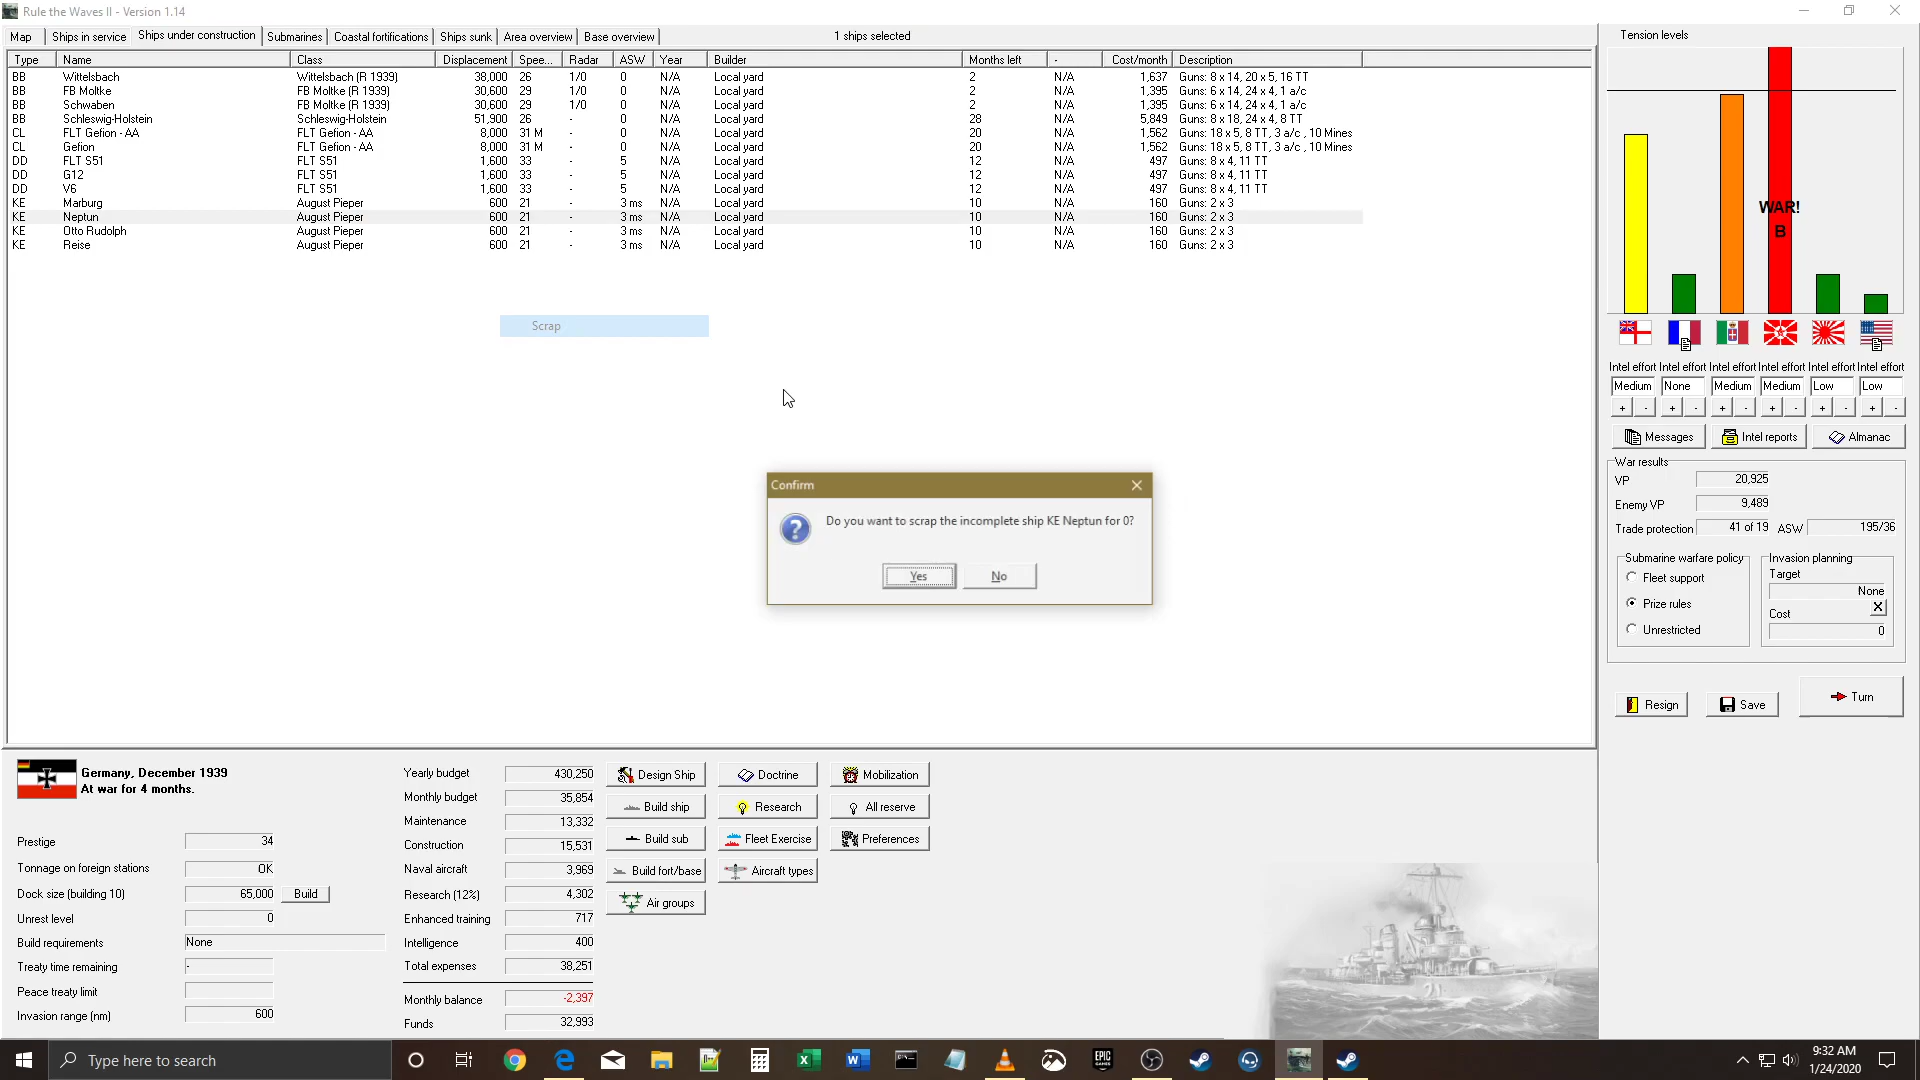 Rule the Waves II - Version 1.14
Map Ships in service Ships under construction Submarines Coastal fortifications Ships sunk Area overview Base overview 1 ships selected
Type Name Class Displacement Spee... Radar ASW Year Builder Months left - Cost/month Description
BB Wittelsbach Wittelsbach (R 1939) 38,000 26 1/0 0 N/A Local yard 2 N/A 1,637 Guns: 8 x 14, 20 x 5, 16 TT
BB FB Moltke FB Moltke (R 1939) 30,600 29 1/0 0 N/A Local yard 2 N/A 1,395 Guns: 6 x 14, 24 x 4, 1 a/c
BB Schwaben FB Moltke (R 1939) 30,600 29 1/0 0 N/A Local yard 2 N/A 1,395 Guns: 6 x 14, 24 x 4, 1 a/c
BB Schleswig-Holstein Schleswig-Holstein 51,900 26 - 0 N/A Local yard 28 N/A 5,849 Guns: 8 x 18, 24 x 4, 8 TT
CL FLT Gefion - AA FLT Gefion - AA 8,000 31 M - 0 N/A Local yard 20 N/A 1,562 Guns: 18 x 5, 8 TT, 3 a/c , 10 Mines
CL Gefion FLT Gefion - AA 8,000 31 M - 0 N/A Local yard 20 N/A 1,562 Guns: 18 x 5, 8 TT, 3 a/c , 10 Mines
DD FLT S51 FLT S51 1,600 33 - 5 N/A Local yard 12 N/A 497 Guns: 8 x 4, 11 TT
DD G12 FLT S51 1,600 33 - 5 N/A Local yard 12 N/A 497 Guns: 8 x 4, 11 TT
DD V6 FLT S51 1,600 33 - 5 N/A Local yard 12 N/A 497 Guns: 8 x 4, 11 TT
KE Marburg August Pieper 600 21 - 3 ms N/A Local yard 10 N/A 160 Guns: 2 x 3
KE Neptun August Pieper 600 21 - 3 ms N/A Local yard 10 N/A 160 Guns: 2 x 3
KE Otto Rudolph August Pieper 600 21 - 3 ms N/A Local yard 10 N/A 160 Guns: 2 x 3
KE Reise August Pieper 600 21 - 3 ms N/A Local yard 10 N/A 160 Guns: 2 x 3
Scrap
Confirm
Do you want to scrap the incomplete ship KE Neptun for 0?
Yes No
Tension levels
WAR!
B
Intel effort Intel effort Intel effort Intel effort Intel effort Intel effort
Medium None Medium Medium Low Low
+ - + - + - + - + - + -
Messages Intel reports Almanac
War results
VP 20,925
Enemy VP 9,489
Trade protection 41 of 19 ASW 195/36
Submarine warfare policy
Fleet support
Prize rules
Unrestricted
Invasion planning
Target
None
Cost X
0
Resign Save Turn
Germany, December 1939
At war for 4 months.
Prestige 34
Tonnage on foreign stations OK
Dock size (building 10) 65,000 Build
Unrest level 0
Build requirements None
Treaty time remaining -
Peace treaty limit
Invasion range (nm) 600
Yearly budget 430,250
Monthly budget 35,854
Maintenance 13,332
Construction 15,531
Naval aircraft 3,969
Research (12%) 4,302
Enhanced training 717
Intelligence 400
Total expenses 38,251
Monthly balance -2,397
Funds 32,993
Design Ship Doctrine Mobilization
Build ship Research All reserve
Build sub Fleet Exercise Preferences
Build fort/base Aircraft types
Air groups
Type here to search
EPIC GAMES
9:32 AM
1/24/2020